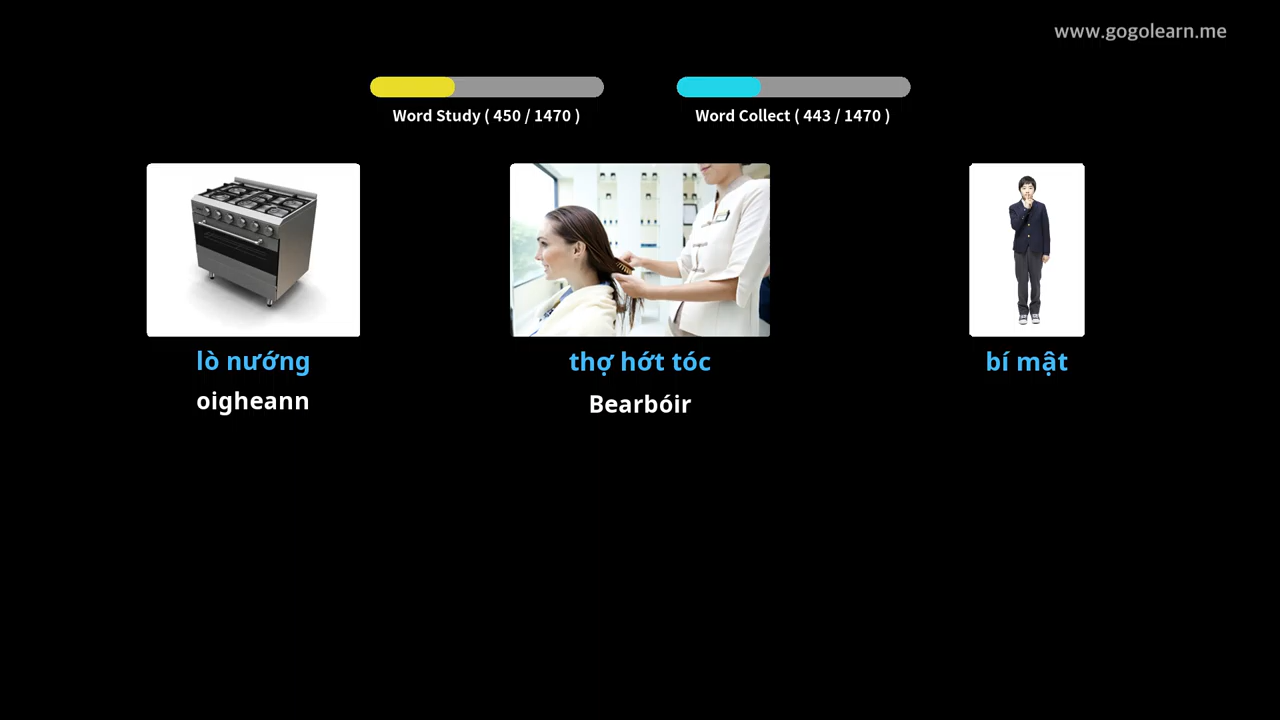 www.gogolearn.me
Word Study ( 450 / 1470 )
Word Collect ( 443 / 1470 )
lò nướng
thợ hớt tóc
bí mật
oigheann
Bearbóir